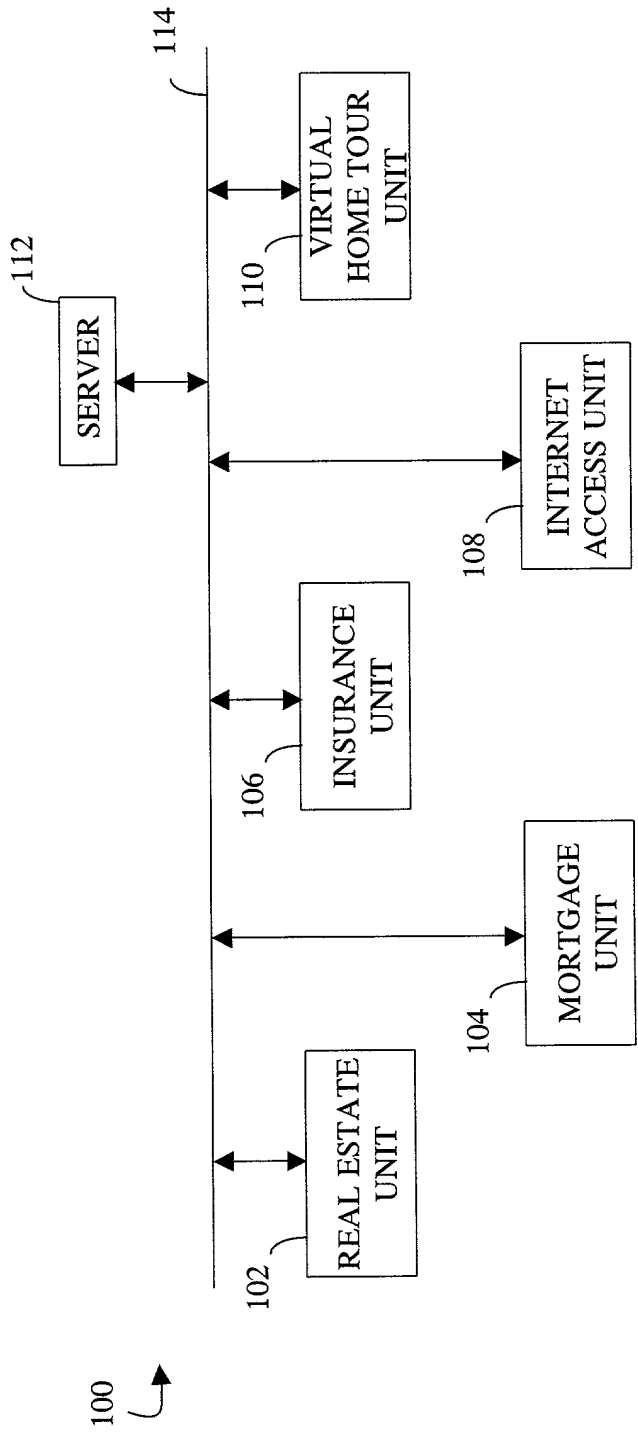 100
112
SERVER
114
102
REAL ESTATE
UNIT
104
MORTGAGE
UNIT
106
INSURANCE
UNIT
108
INTERNET
ACCESS UNIT
110
VIRTUAL
HOME TOUR
UNIT